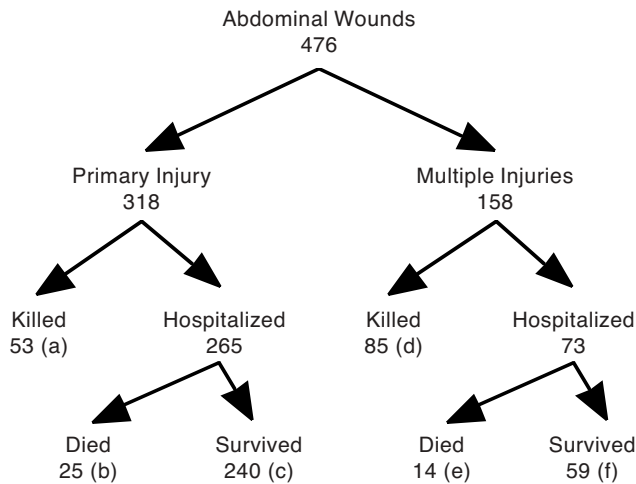 Abdominal Wounds
476
Primary Injury
318
Multiple Injuries
158
Killed
53 (a)
Hospitalized
265
Killed
85 (d)
Hospitalized
73
Died
25 (b)
Survived
240 (c)
Died
14 (e)
Survived
59 (f)